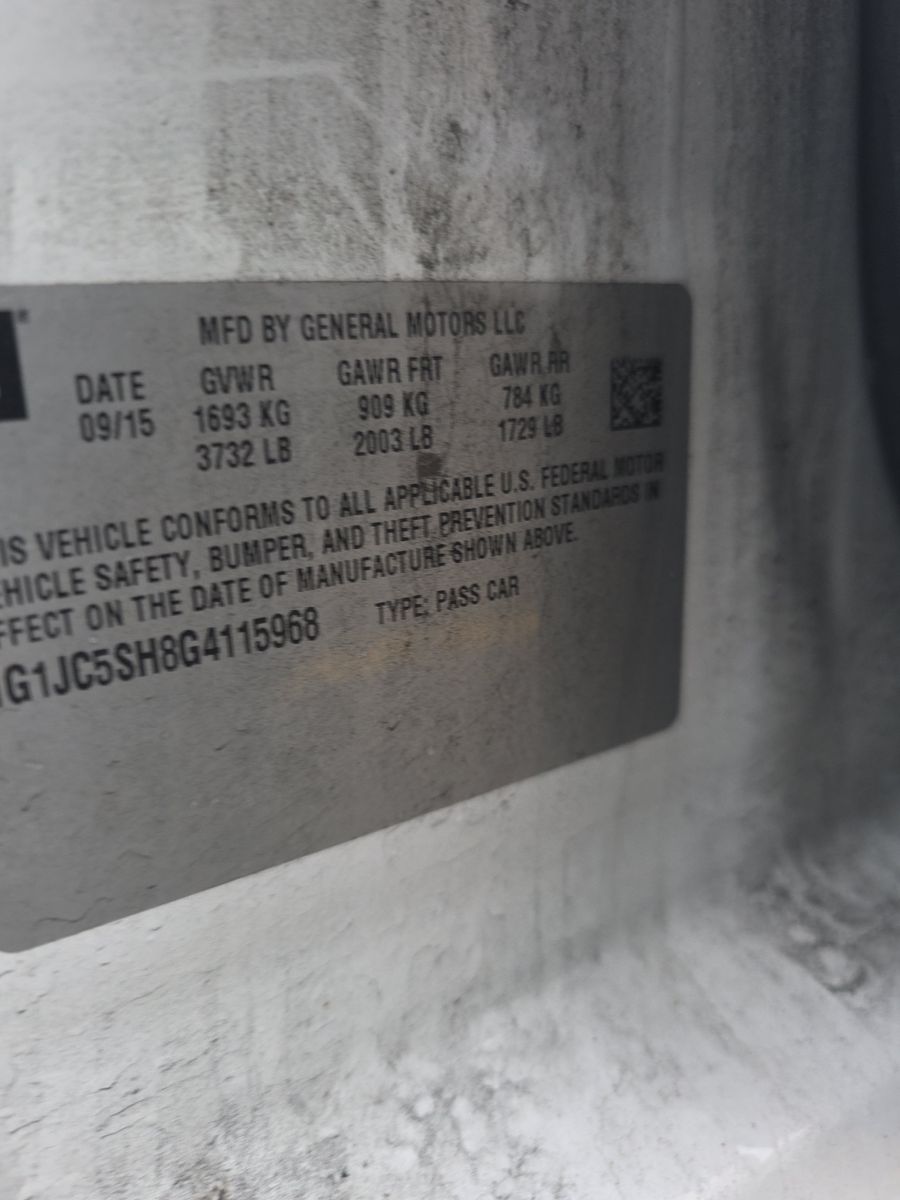 MFD BY GENERAL MOTORS LLC
DATE GVWR GAWR FRT GAWR RR
09/15 1693 KG 909 KG 784 KG
3732 LB 2003 LB 1729 LB
IS VEHICLE CONFORMS TO ALL APPLICABLE U.S. FEDERAL MOTOR
EHICLE SAFETY, BUMPER, AND THEFT PREVENTION STANDARDS IN
FFECT ON THE DATE OF MANUFACTURE SHOWN ABOVE.
1G1JC5SH8G4115968 TYPE: PASS CAR